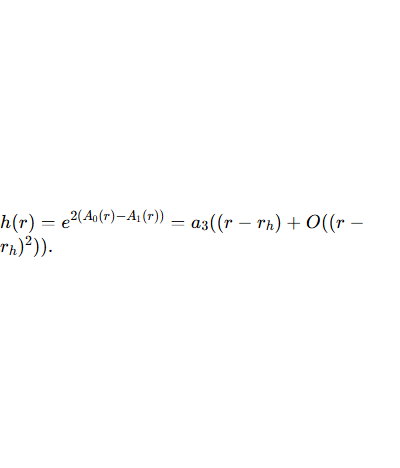 h(r) = e^{2(A_0(r)−A_1(r))} = a_3((r − r_h) + O((r −
r_h)^2)).